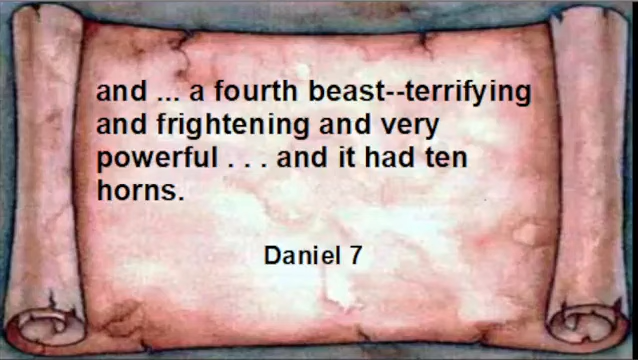 and ... a fourth beast--terrifying
and frightening and very
powerful . . . and it had ten
horns.
Daniel 7